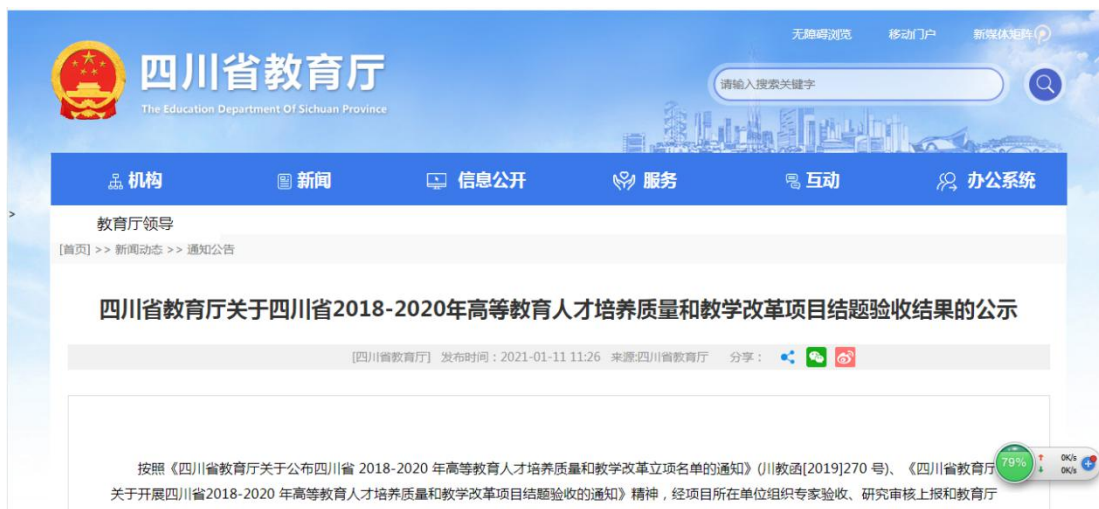 无障碍浏览 移动门户 新媒体矩阵
四川省教育厅
The Education Department Of Sichuan Province
请输入搜索关键字
机构 新闻 信息公开 服务 互动 办公系统
>
教育厅领导
[首页] >> 新闻动态 >> 通知公告
四川省教育厅关于四川省2018-2020年高等教育人才培养质量和教学改革项目结题验收结果的公示
[四川省教育厅] 发布时间：2021-01-11 11:26 来源:四川省教育厅 分享：
按照《四川省教育厅关于公布四川省 2018-2020 年高等教育人才培养质量和教学改革立项名单的通知》(川教函[2019]270 号)、《四川省教育厅
79% 0K/s
0K/s
关于开展四川省2018-2020 年高等教育人才培养质量和教学改革项目结题验收的通知》精神，经项目所在单位组织专家验收、研究审核上报和教育厅